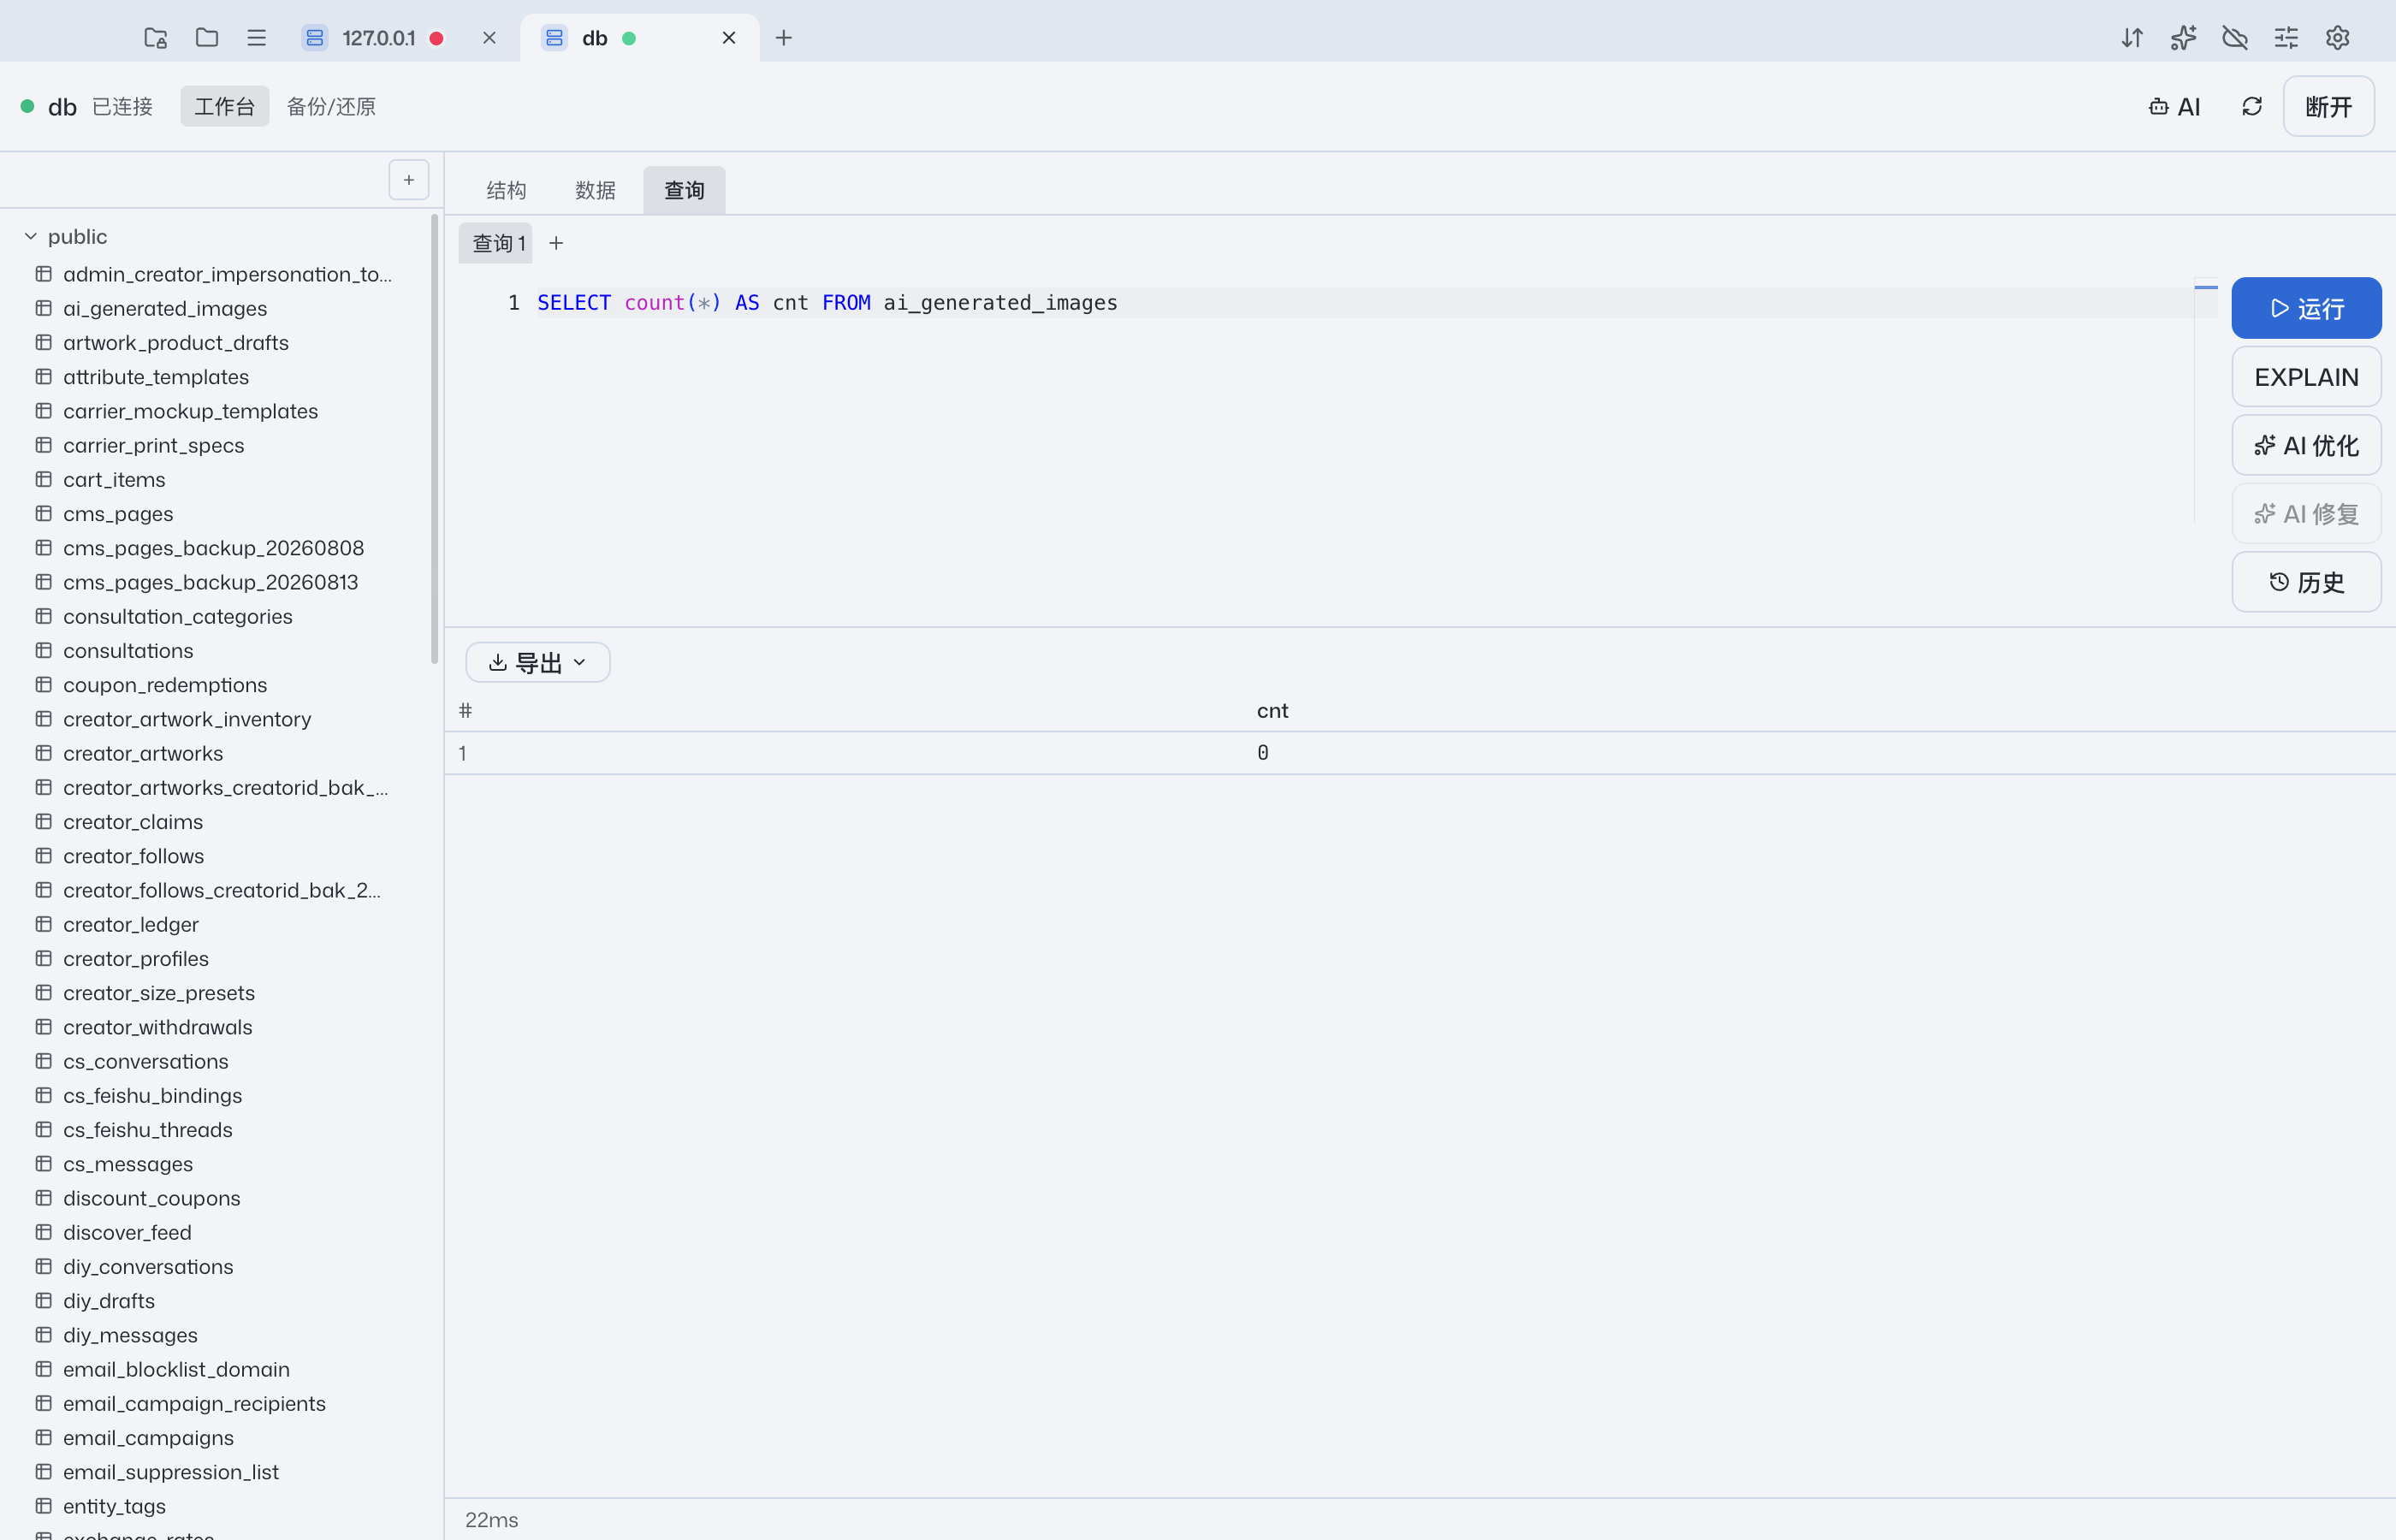 127.0.0.1
db
db 已连接 工作台 备份/还原
AI 断开
+
public
admin_creator_impersonation_to...
ai_generated_images
artwork_product_drafts
attribute_templates
carrier_mockup_templates
carrier_print_specs
cart_items
cms_pages
cms_pages_backup_20260808
cms_pages_backup_20260813
consultation_categories
consultations
coupon_redemptions
creator_artwork_inventory
creator_artworks
creator_artworks_creatorid_bak_...
creator_claims
creator_follows
creator_follows_creatorid_bak_2...
creator_ledger
creator_profiles
creator_size_presets
creator_withdrawals
cs_conversations
cs_feishu_bindings
cs_feishu_threads
cs_messages
discount_coupons
discover_feed
diy_conversations
diy_drafts
diy_messages
email_blocklist_domain
email_campaign_recipients
email_campaigns
email_suppression_list
entity_tags
exchange_rates
结构 数据 查询
查询 1 +
1 SELECT count(*) AS cnt FROM ai_generated_images
运行
EXPLAIN
AI 优化
AI 修复
历史
导出
# cnt
1 0
22ms